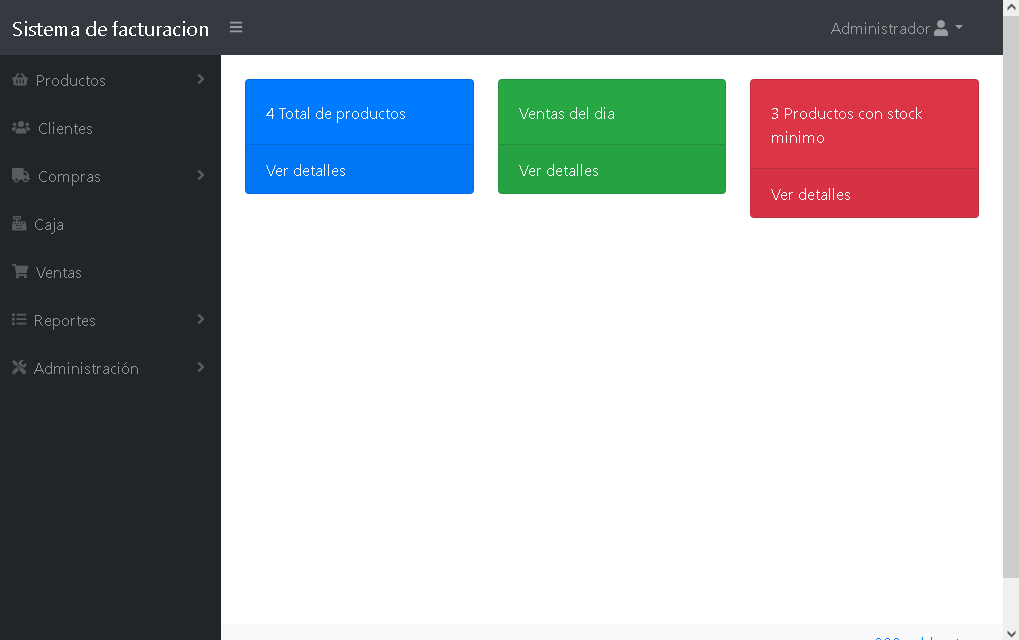 Sistema de facturacion
Administrador
Productos
Clientes
Compras
Caja
Ventas
Reportes
Administración
4 Total de productos
Ver detalles
Ventas del dia
Ver detalles
3 Productos con stock
minimo
Ver detalles